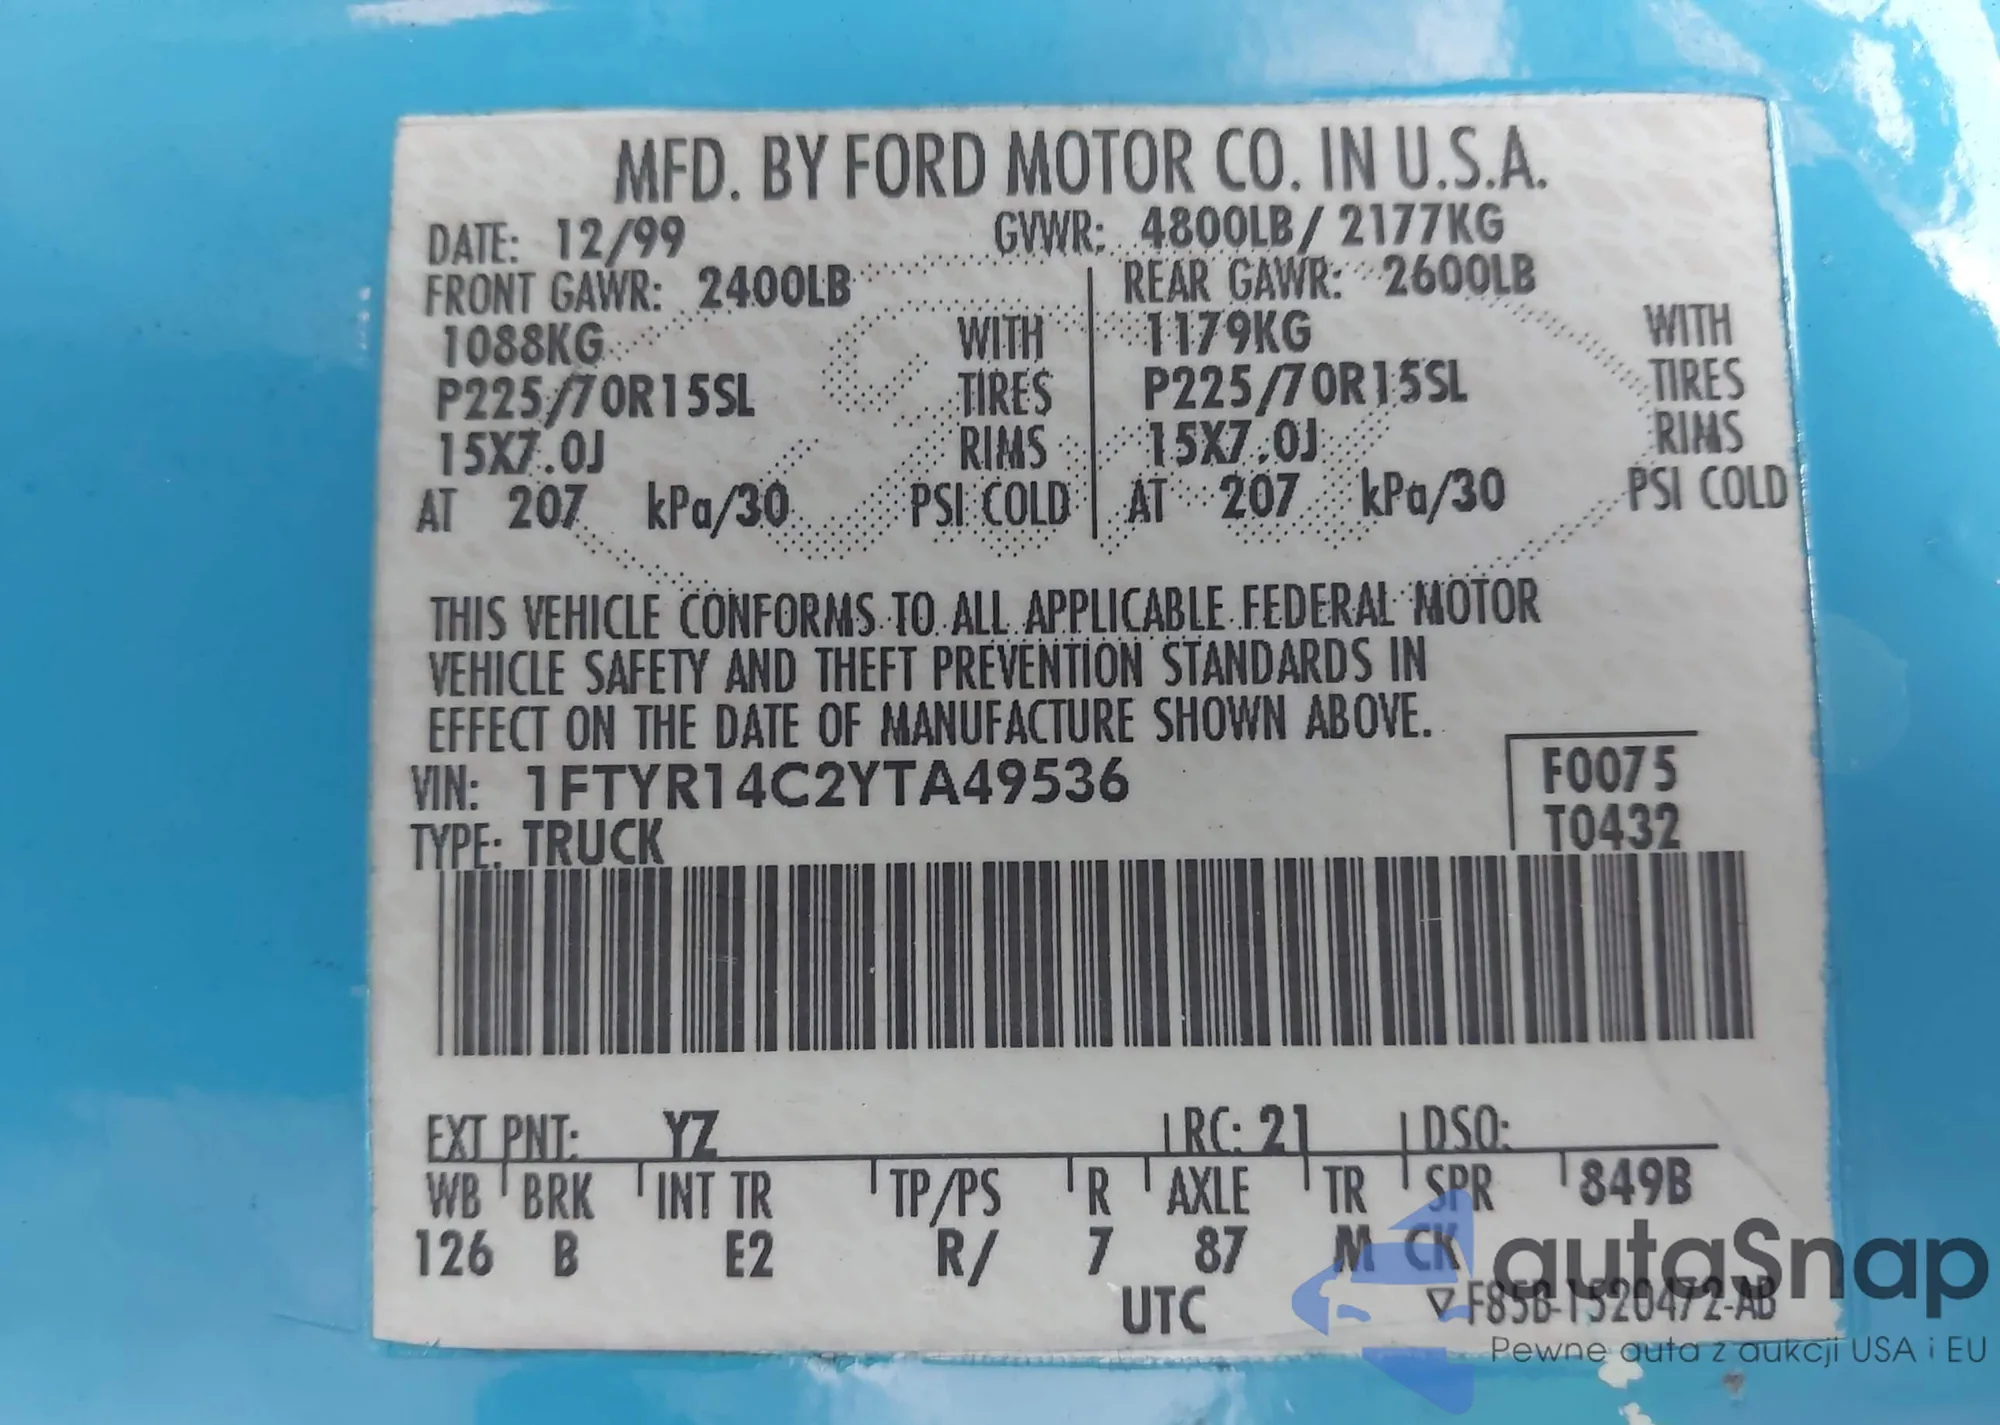 MFD. BY FORD MOTOR CO. IN U.S.A.
DATE: 12/99 GVWR: 4800LB/ 2177KG
FRONT GAWR: 2400LB REAR GAWR: 2600LB
1088KG WITH 1179KG WITH
P225/70R15SL TIRES P225/70R15SL TIRES
15X7.0J RIMS 15X7.0J RIMS
AT 207 kPa/30 PSI COLD AT 207 kPa/30 PSI COLD
THIS VEHICLE CONFORMS TO ALL APPLICABLE FEDERAL MOTOR
VEHICLE SAFETY AND THEFT PREVENTION STANDARDS IN
EFFECT ON THE DATE OF MANUFACTURE SHOWN ABOVE.
VIN: 1FTYR14C2YTA49536 F0075
TYPE: TRUCK T0432
EXT PNT: YZ RC: 21 DSO:
WB BRK INT TR TP/PS R AXLE TR SPR 849B
126 B E2 R/ 7 87 M CK
UTC ▽F85B-1520472-AB
autaSnap
Pewne auta z aukcji USA i EU